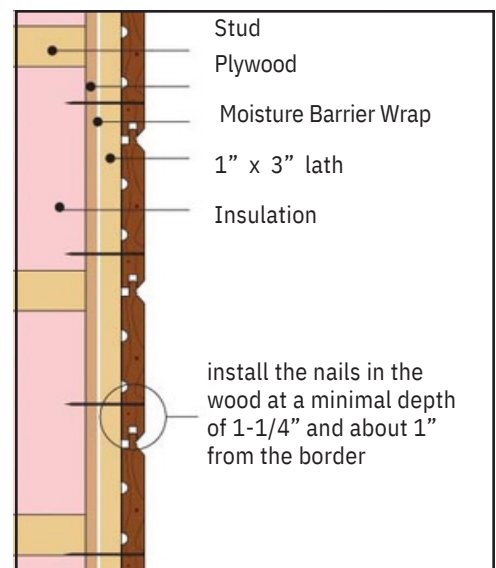 Stud
Plywood
Moisture Barrier Wrap
1” x 3” lath
Insulation
install the nails in the
wood at a minimal depth
of 1-1/4” and about 1”
from the border